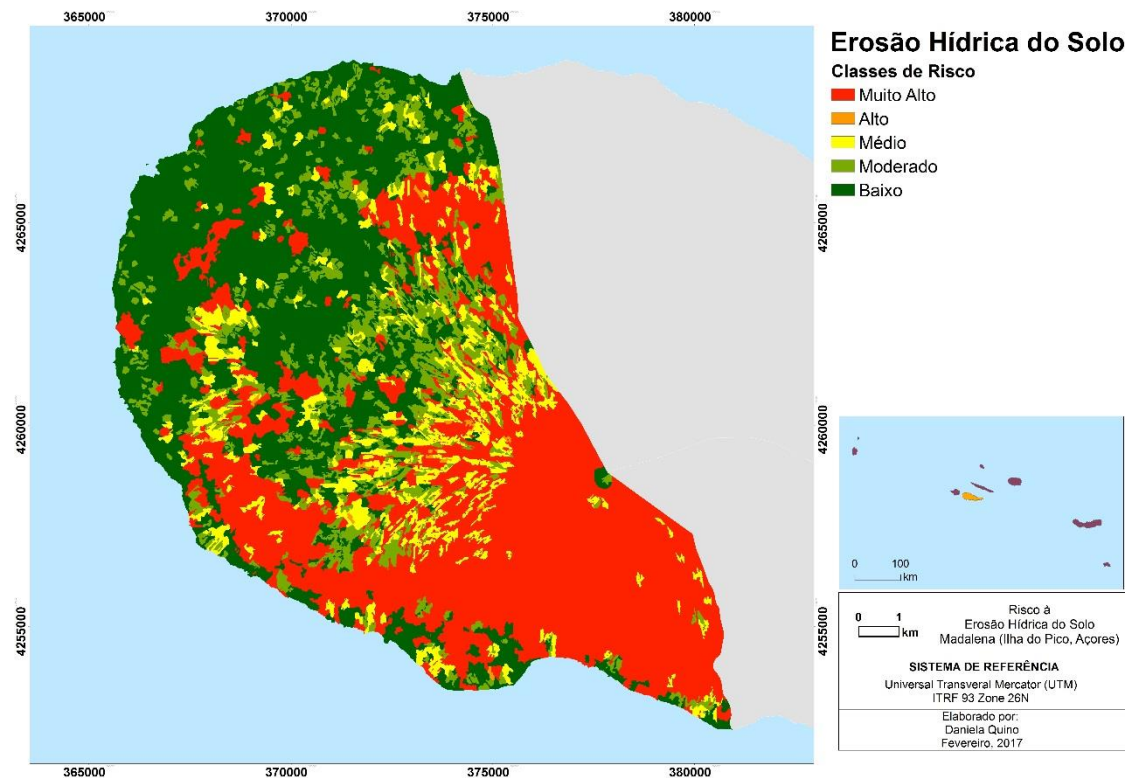 365000 370000 375000 380000
Erosão Hídrica do Solo
Classes de Risco
Muito Alto
Alto
Médio
Moderado
Baixo
4265000 4265000
4260000 4260000
4255000 4255000
0 100
km
0 1
km
Risco à
Erosão Hídrica do Solo
Madalena (Ilha do Pico, Açores)
SISTEMA DE REFERÊNCIA
Universal Transveral Mercator (UTM)
ITRF 93 Zone 26N
Elaborado por:
Daniela Quino
Fevereiro. 2017
365000 370000 375000 380000